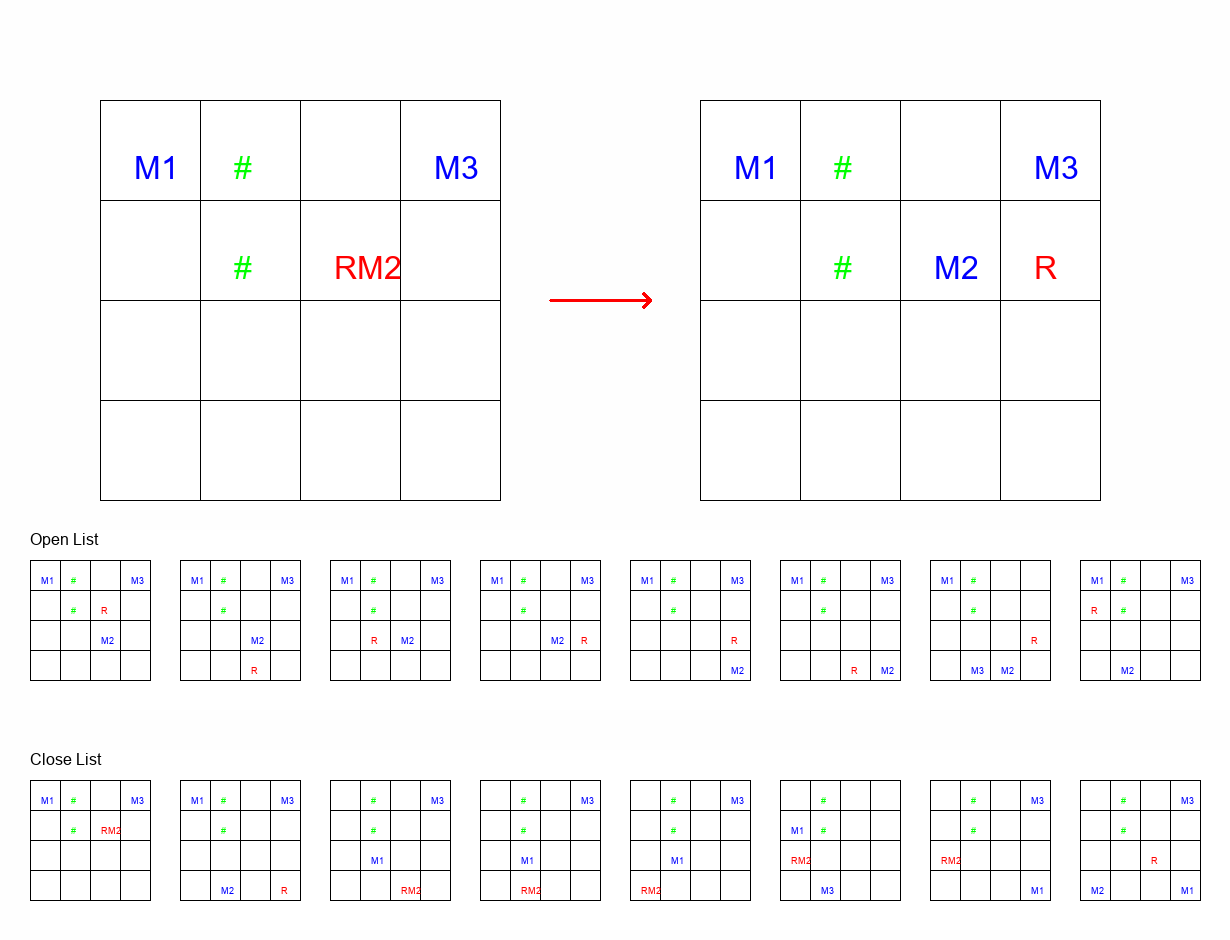 M1 # M3 M1 # M3
# RM2 # M2 R
Open List
M1 # M3 M1 # M3 M1 # M3 M1 # M3 M1 # M3 M1 # M3 M1 # M1 # M3
# R # # # # # # R #
M2 M2 R M2 M2 R R R
R M2 R M2 M3 M2 M2
Close List
M1 # M3 M1 # M3 # M3 # M3 # M3 # # M3 # M3
# RM2 # # # # M1 # # #
M1 M1 M1 RM2 RM2 R
M2 R RM2 RM2 RM2 M3 M1 M2 M1